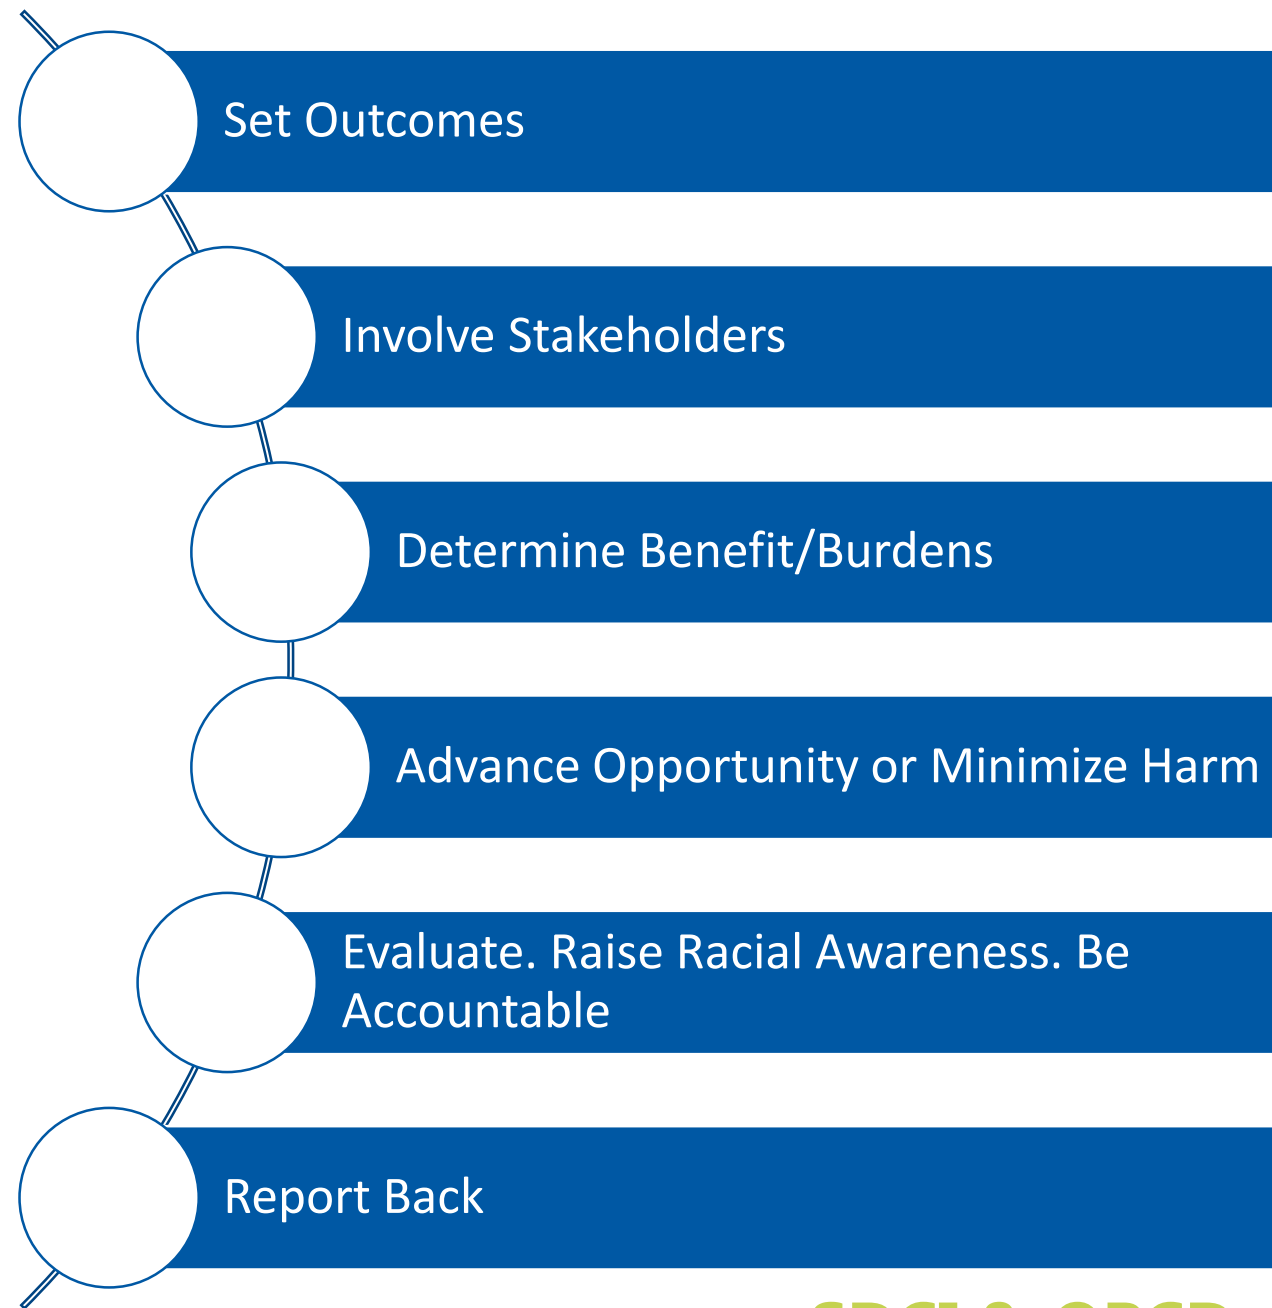 Set Outcomes
Involve Stakeholders
Determine Benefit/Burdens
Advance Opportunity or Minimize Harm
Evaluate. Raise Racial Awareness. Be
Accountable
Report Back